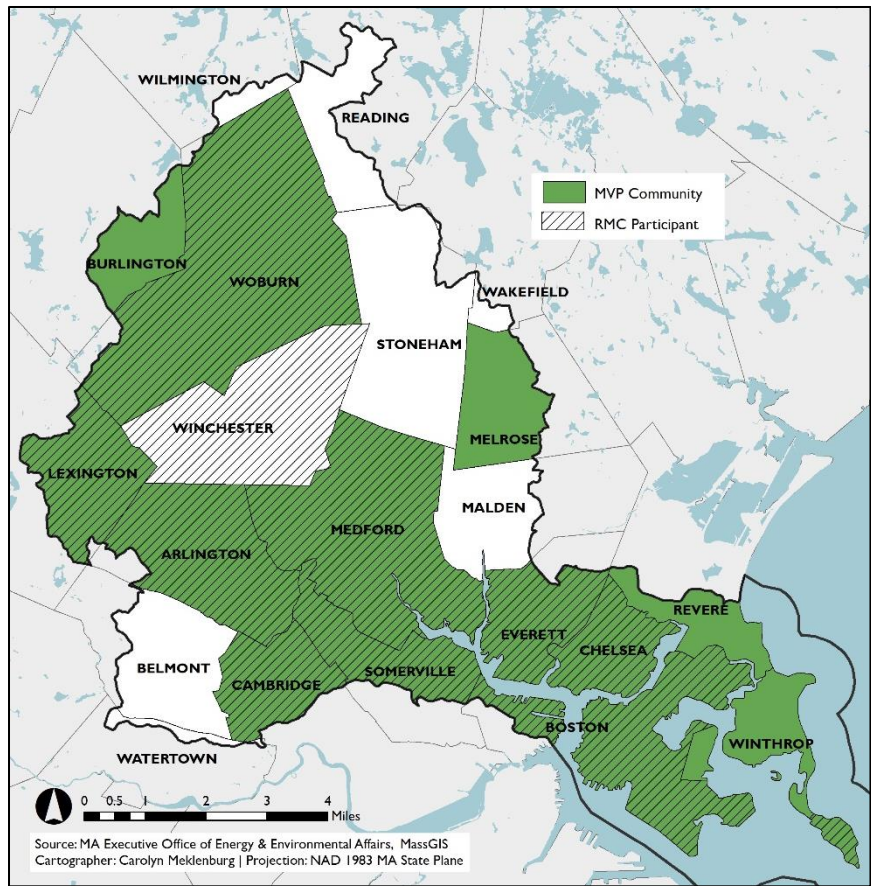 WILMINGTON
READING
MVP Community
RMC Participant
BURLINGTON
WOBURN
WAKEFIELD
STONEHAM
WINCHESTER
MELROSE
LEXINGTON
MALDEN
MEDFORD
ARLINGTON
REVERE
EVERETT
CHELSEA
BELMONT
SOMERVILLE
CAMBRIDGE
BOSTON
WINTHROP
WATERTOWN
0 0.5 1 2 3 4
Miles
Source: MA Executive Office of Energy & Environmental Affairs, MassGIS
Cartographer: Carolyn Meklenburg | Projection: NAD 1983 MA State Plane